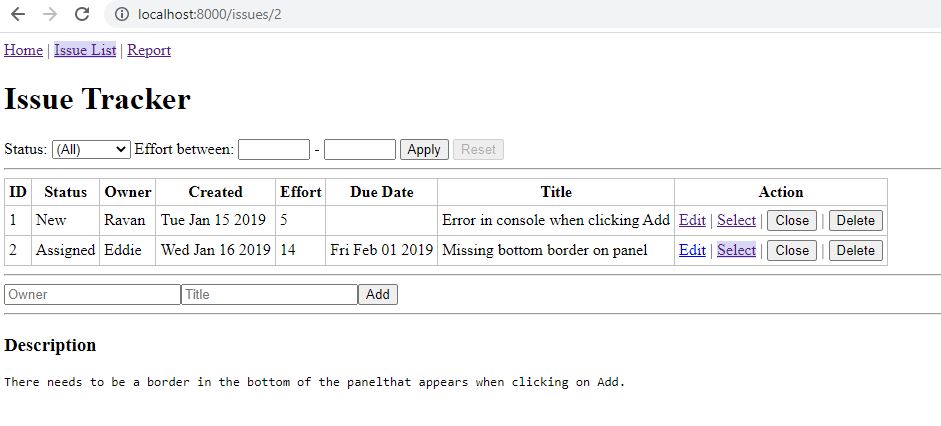 localhost:8000/issues/2
Home | Issue List | Report
Issue Tracker
Status: (All) Effort between: - Apply Reset
ID Status Owner Created Effort Due Date Title Action
1 New Ravan Tue Jan 15 2019 5 Error in console when clicking Add Edit | Select | Close | Delete
2 Assigned Eddie Wed Jan 16 2019 14 Fri Feb 01 2019 Missing bottom border on panel Edit | Select | Close | Delete
Owner Title Add
Description
There needs to be a border in the bottom of the panelthat appears when clicking on Add.